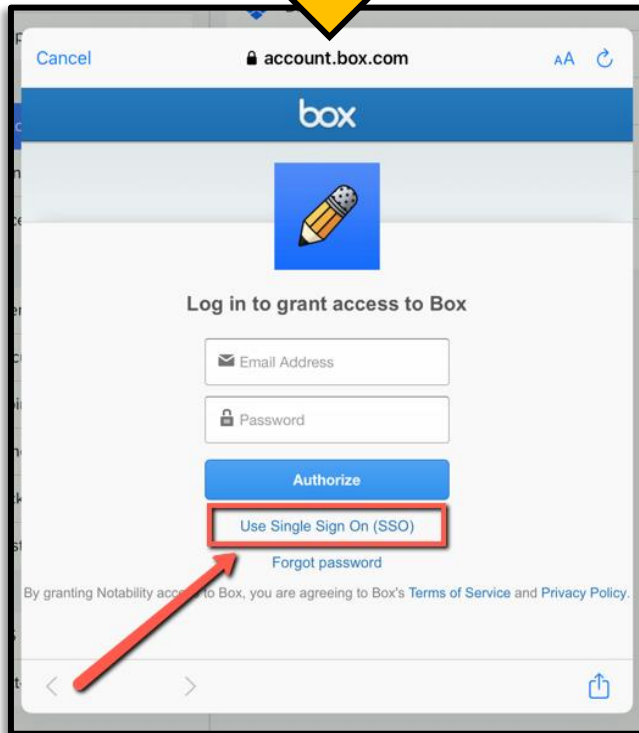 Cancel
account.box.com
AA
box
Log in to grant access to Box
Email Address
Password
Authorize
Use Single Sign On (SSO)
Forgot password
By granting Notability access to Box, you are agreeing to Box's Terms of Service and Privacy Policy.